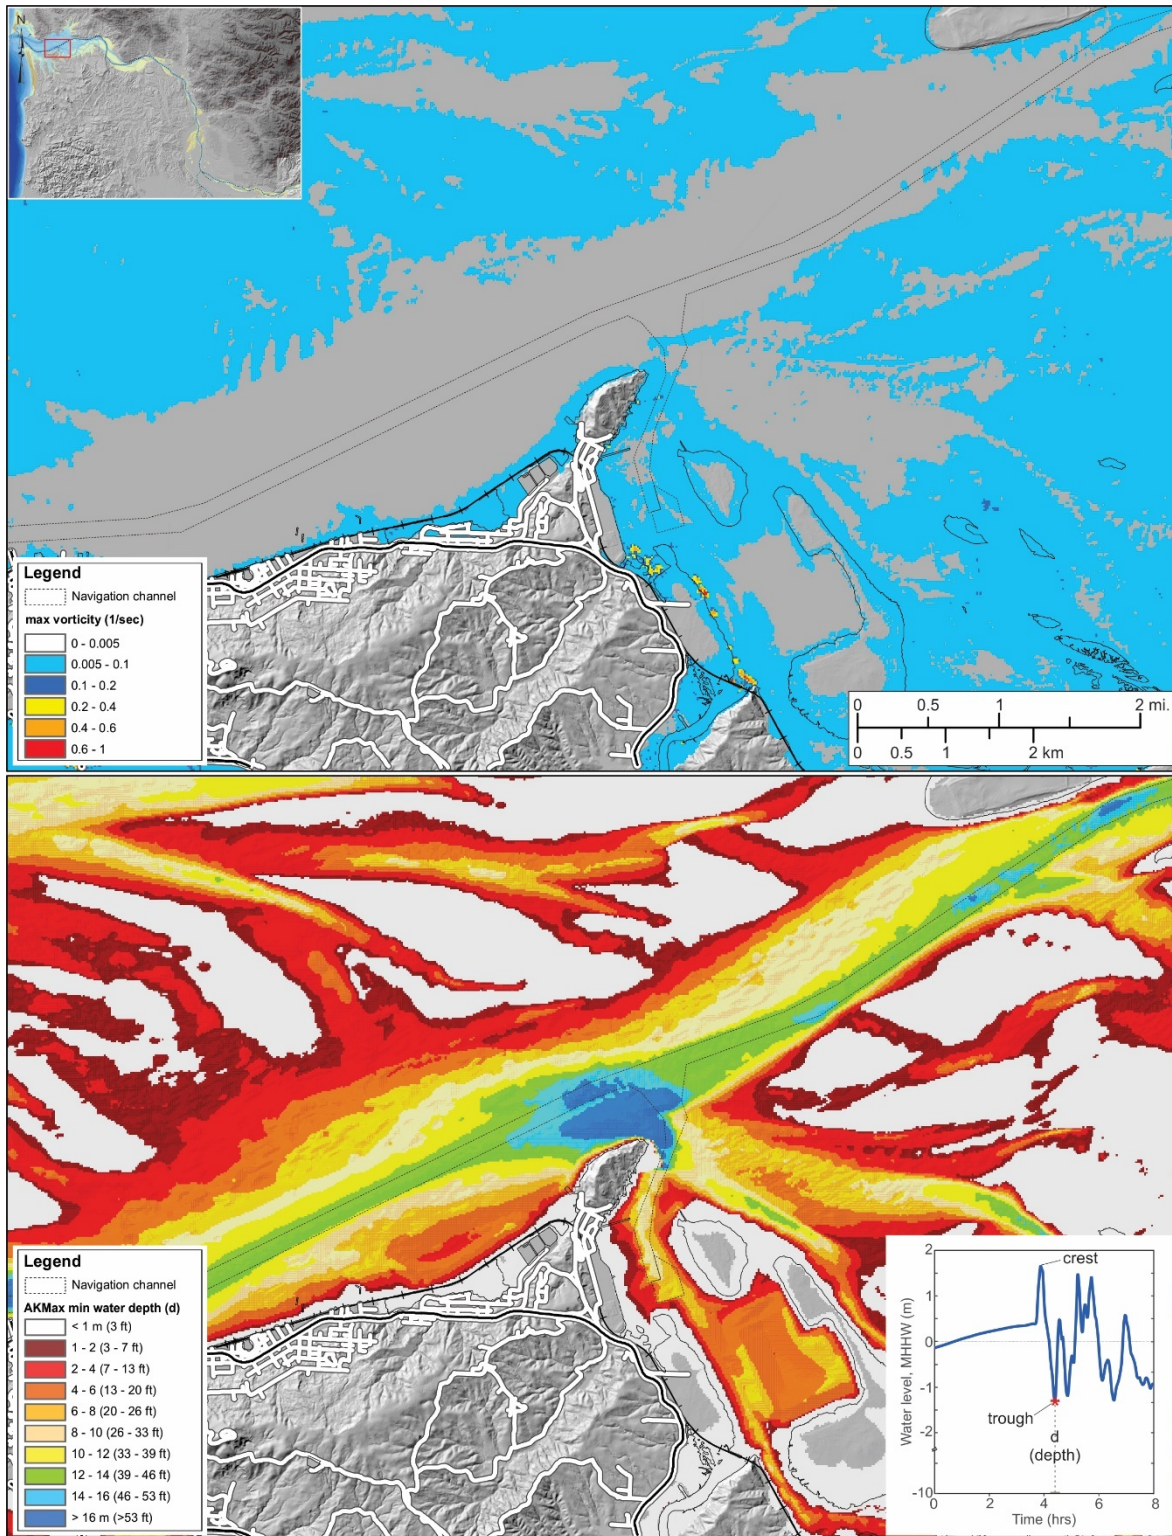 N
Legend
Navigation channel
max vorticity (1/sec)
0 - 0.005
0.005 - 0.1
0.1 - 0.2
0.2 - 0.4
0.4 - 0.6
0.6 - 1
0 0.5 1 2 mi.
0 0.5 1 2 km
Legend
Navigation channel
AKMax min water depth (d)
< 1 m (3 ft)
1 - 2 (3 - 7 ft)
2 - 4 (7 - 13 ft)
4 - 6 (13 - 20 ft)
6 - 8 (20 - 26 ft)
8 - 10 (26 - 33 ft)
10 - 12 (33 - 39 ft)
12 - 14 (39 - 46 ft)
14 - 16 (46 - 53 ft)
> 16 m (>53 ft)
Water level, MHHW (m)
2
1
0
-1
-2
-10
crest
trough
d
(depth)
0 2 4 6 8
Time (hrs)